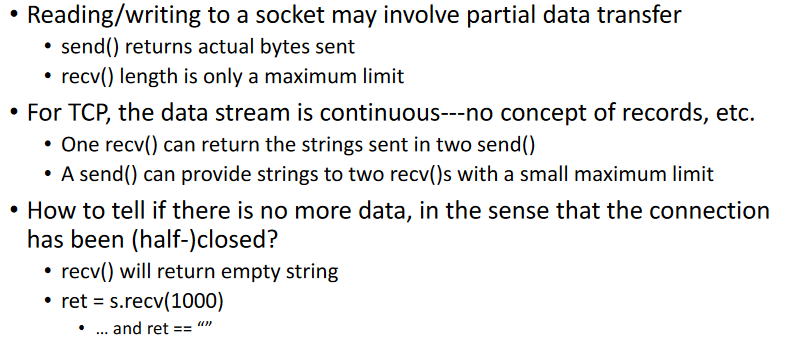 • Reading/writing to a socket may involve partial data transfer
• send() returns actual bytes sent
• recv() length is only a maximum limit
• For TCP, the data stream is continuous---no concept of records, etc.
• One recv() can return the strings sent in two send()
• A send() can provide strings to two recv()s with a small maximum limit
• How to tell if there is no more data, in the sense that the connection
has been (half-)closed?
• recv() will return empty string
• ret = s.recv(1000)
• … and ret == “”